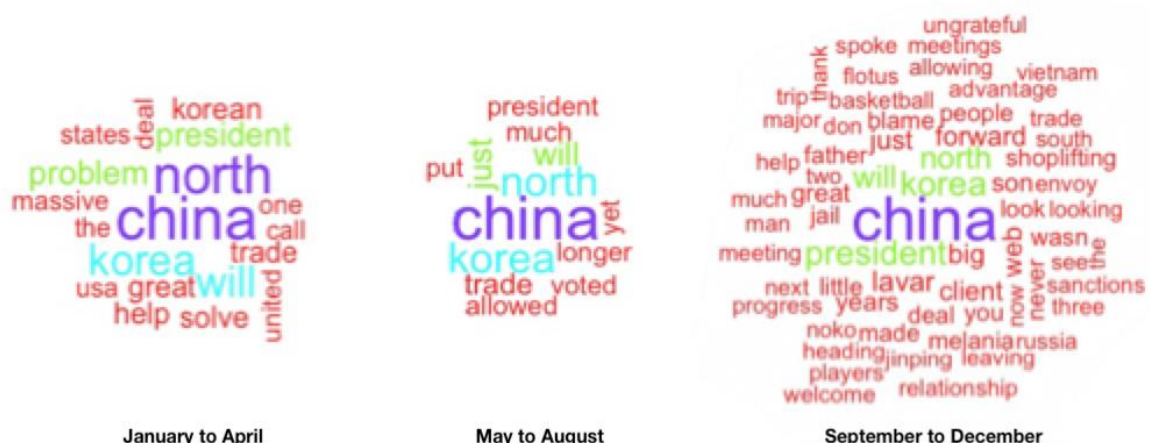 deal korean
states president
problem north
massive china one
the call
korea trade
usa great will united
help solve
January to April
president
much
put just will
north
china yet
korea longer
trade voted
allowed
May to August
ungrateful
thank spoke meetings
flotus allowing vietnam
trip basketball advantage
major don blame people trade
just forward south
help father north shoplifting
two will korea son envoy
much great
man jail china look looking
meeting president big web wasn
see the
next little lavar client now never sanctions
progress years deal you three
noko made melania russia
heading jinping leaving
players
welcome relationship
September to December